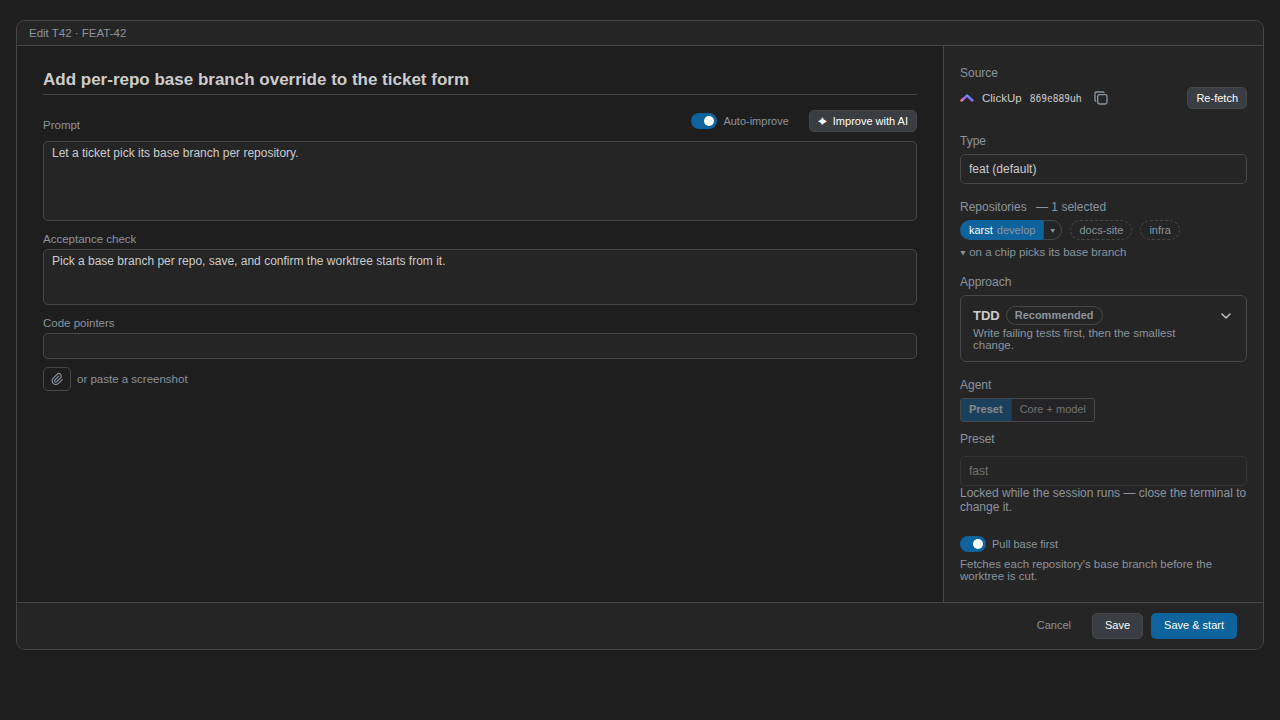 Edit T42 · FEAT-42
Add per-repo base branch override to the ticket form
Prompt
Auto-improve
Improve with AI
Let a ticket pick its base branch per repository.
Acceptance check
Pick a base branch per repo, save, and confirm the worktree starts from it.
Code pointers
or paste a screenshot
Source
ClickUp 869e889uh
Re-fetch
Type
feat (default)
Repositories — 1 selected
karst develop ▾
docs-site
infra
▾ on a chip picks its base branch
Approach
TDD Recommended
Write failing tests first, then the smallest
change.
Agent
Preset
Core + model
Preset
fast
Locked while the session runs — close the terminal to
change it.
Pull base first
Fetches each repository's base branch before the
worktree is cut.
Cancel
Save
Save & start